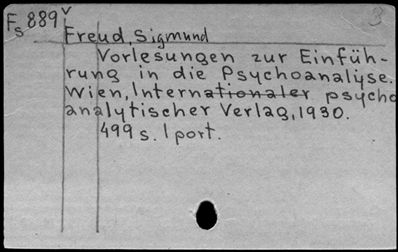 Fs 889 v 3
Freud, Sigmund
Vorlesungen zur Einfüh-
rung in die Psychoanalyse.
Wien, Internationaler psycho
analytischer Verlag, 1930.
499 s. 1 port.